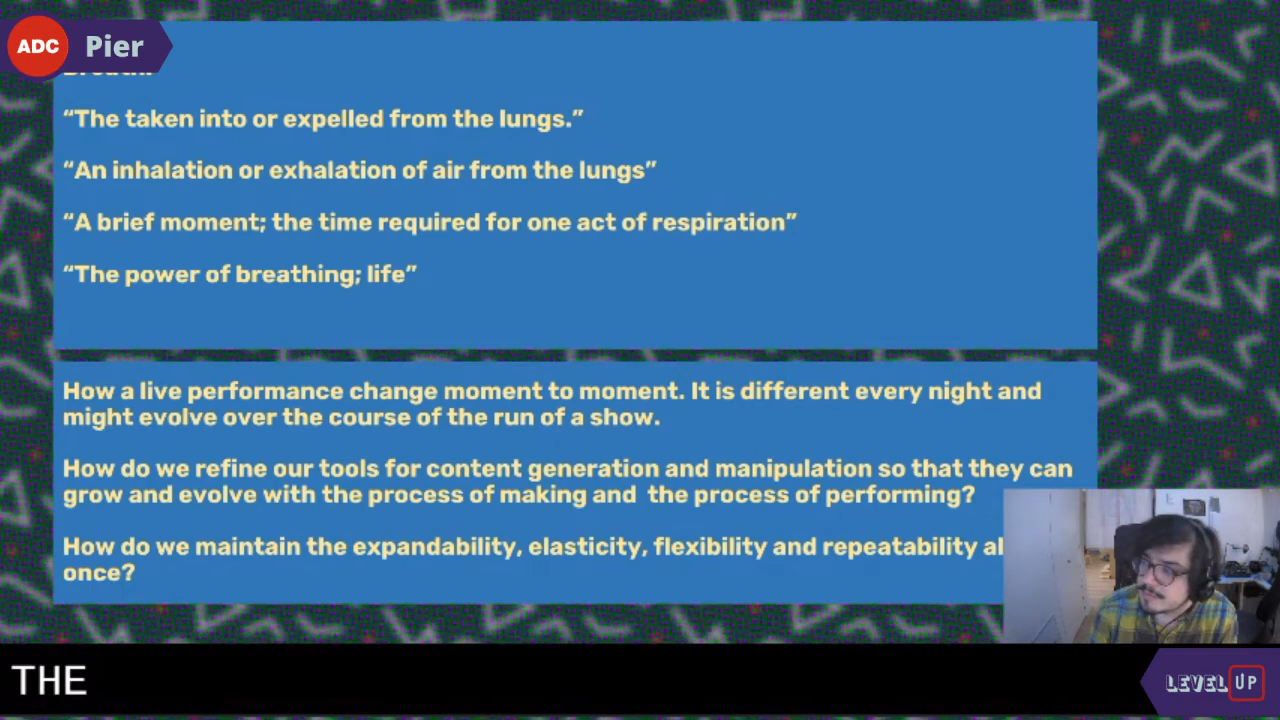 ADC Pier
“The taken into or expelled from the lungs.”
“An inhalation or exhalation of air from the lungs”
“A brief moment; the time required for one act of respiration”
“The power of breathing; life”
How a live performance change moment to moment. It is different every night and
might evolve over the course of the run of a show.
How do we refine our tools for content generation and manipulation so that they can
grow and evolve with the process of making and the process of performing?
How do we maintain the expandability, elasticity, flexibility and repeatability al
once?
THE
LEVEL UP